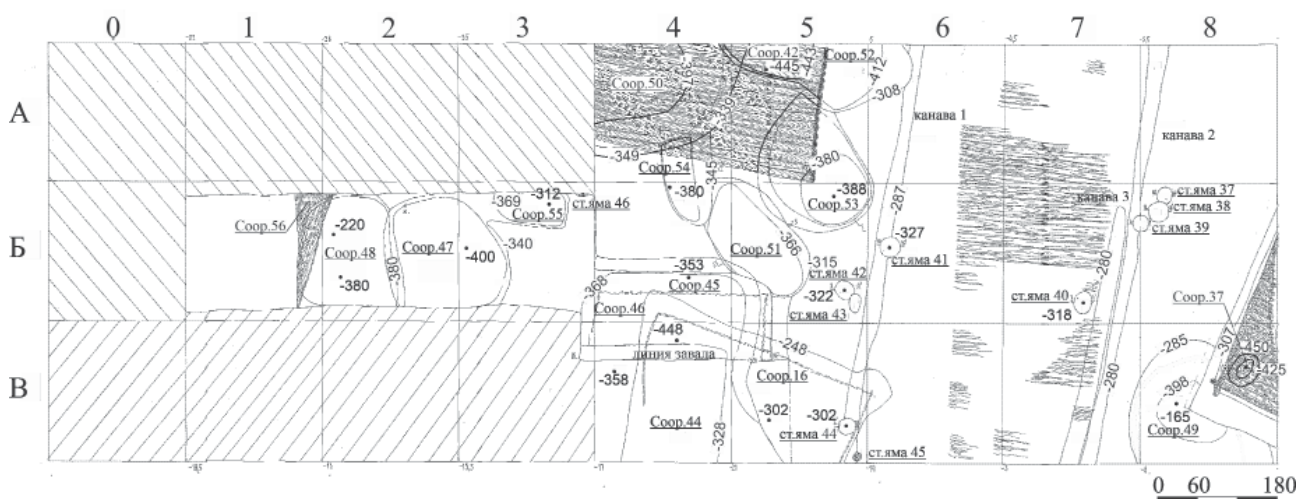 0 1 2 3 4 5 6 7 8
А
Б
В
Соор.42
-445
Соор.52
-412
-308
Соор.50
-397
канава 1
канава 2
-349
Соор.54
-345
-380
-380
-388
Соор.53
-287
ст.яма 37
ст.яма 38
ст.яма 39
канава 3
-312
-369
Соор.55
ст.яма 46
Соор.56
-220
Соор.48
Соор.47
-340
-380
-400
-380
Соор.51
-366
-315
-327
ст.яма 41
-353
Соор.45
-368
Соор.46
ст.яма 42
-322
ст.яма 43
-280
ст.яма 40
-318
Соор.37
-448
линия завала
-248
-358
Соор.16
-302
-302
ст.яма 44
Соор.44
-328
ст.яма 45
-280
-285
-307
-450
-425
-398
-165
Соор.49
0 60 180